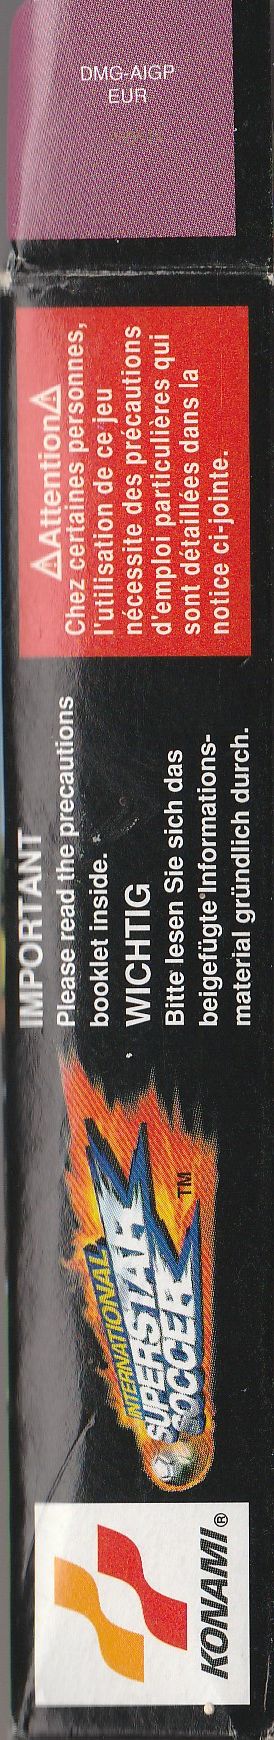 DMG-AIGP
EUR
⚠Attention⚠
Chez certaines personnes,
l'utilisation de ce jeu
nécessite des précautions
d'emploi particulières qui
sont détaillées dans la
notice ci-jointe.
IMPORTANT
Please read the precautions
booklet inside.
WICHTIG
Bitte lesen Sie sich das
beigefügte Informations-
material gründlich durch.
INTERNATIONAL
SUPERSTAR
SOCCER TM
KONAMI®